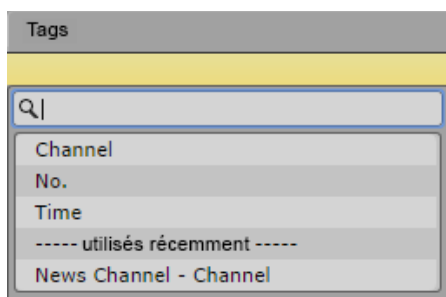 Tags
Channel
No.
Time
----- utilisés récemment -----
News Channel - Channel